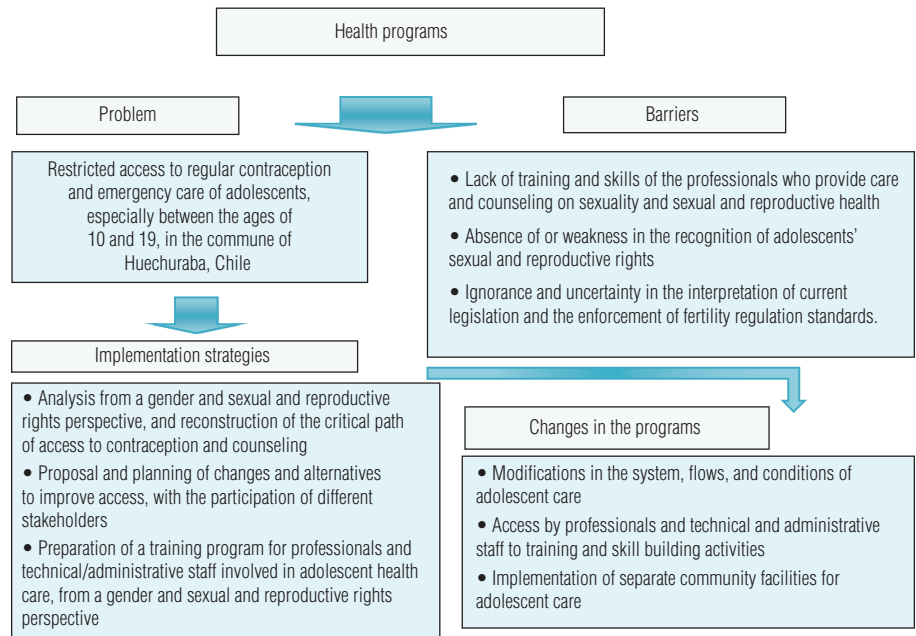 Health programs
Problem
Restricted access to regular contraception
and emergency care of adolescents,
especially between the ages of
10 and 19, in the commune of
Huechuraba, Chile
Barriers
• Lack of training and skills of the professionals who provide care
and counseling on sexuality and sexual and reproductive health
• Absence of or weakness in the recognition of adolescents'
sexual and reproductive rights
• Ignorance and uncertainty in the interpretation of current
legislation and the enforcement of fertility regulation standards.
Implementation strategies
• Analysis from a gender and sexual and reproductive
rights perspective, and reconstruction of the critical path
of access to contraception and counseling
• Proposal and planning of changes and alternatives
to improve access, with the participation of different
stakeholders
• Preparation of a training program for professionals and
technical/administrative staff involved in adolescent health
care, from a gender and sexual and reproductive rights
perspective
Changes in the programs
• Modifications in the system, flows, and conditions of
adolescent care
• Access by professionals and technical and administrative
staff to training and skill building activities
• Implementation of separate community facilities for
adolescent care